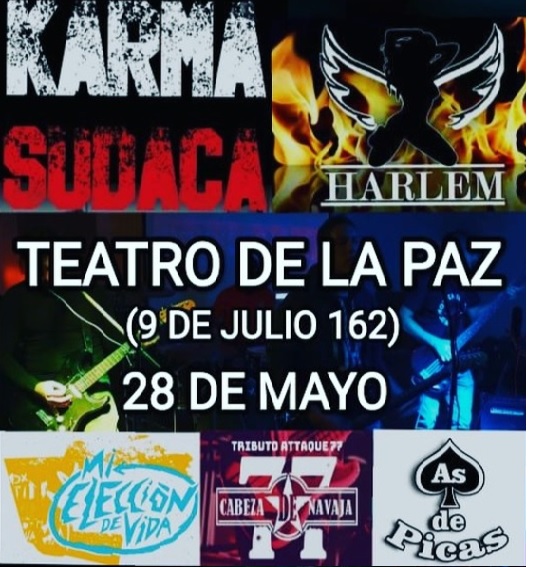 KARMA
SUDACA
HARLEM
TEATRO DE LA PAZ
(9 DE JULIO 162)
28 DE MAYO
Mi
ELECCIÓN
DE VIDA
TRIBUTO ATTAQUE 77
77
CABEZA DE NAVAJA
As
de
Picas